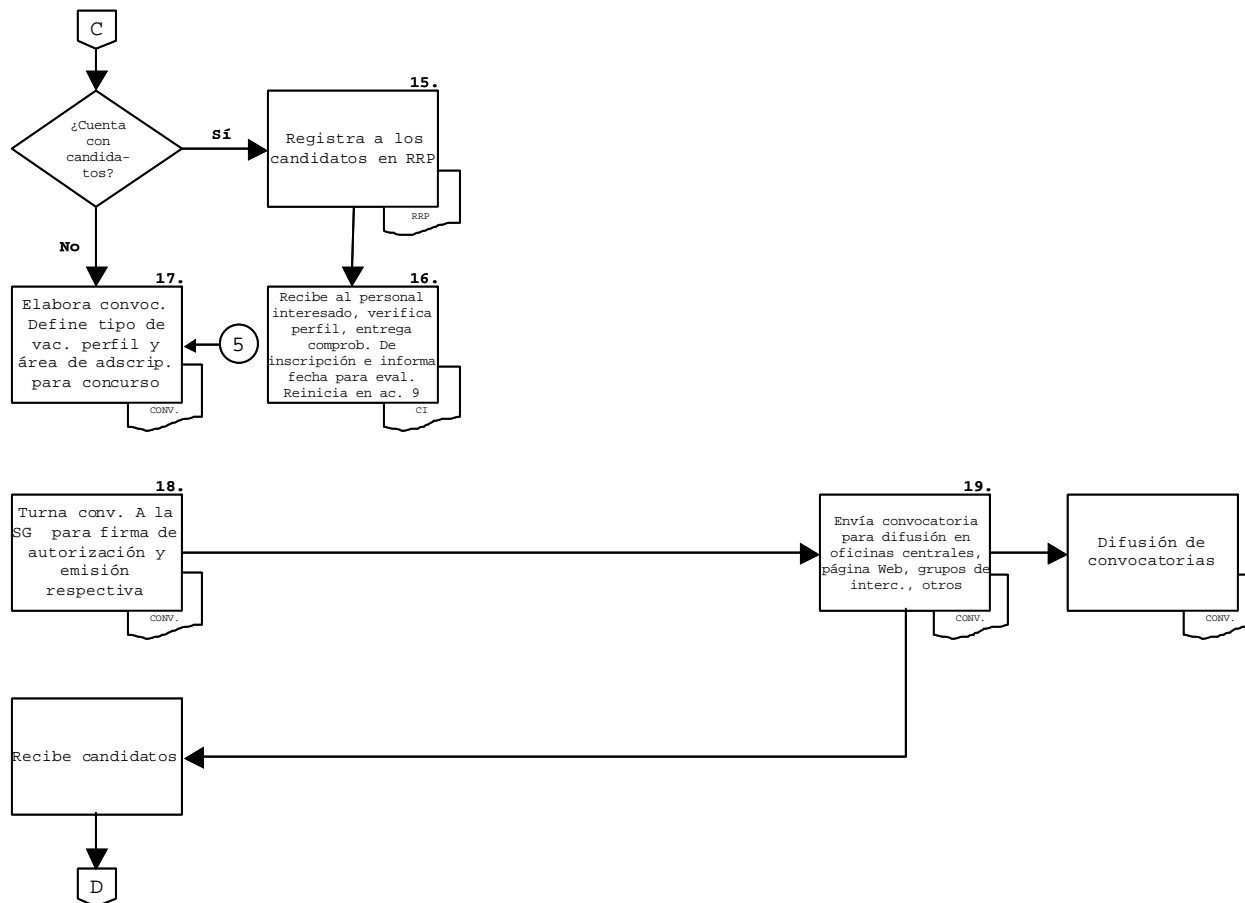 C
¿Cuenta
con
candida-
tos?
Sí
15.
Registra a los
candidatos en RRP
RRP
No
17.
Elabora convoc.
Define tipo de
vac. perfil y
área de adscrip.
para concurso
CONV.
5
16.
Recibe al personal
interesado, verifica
perfil, entrega
comprob. De
inscripción e informa
fecha para eval.
Reinicia en ac. 9
CI
18.
Turna conv. A la
SG para firma de
autorización y
emisión
respectiva
CONV.
19.
Envía convocatoria
para difusión en
oficinas centrales,
página Web, grupos de
interc., otros
CONV.
Difusión de
convocatorias
CONV.
Recibe candidatos
D